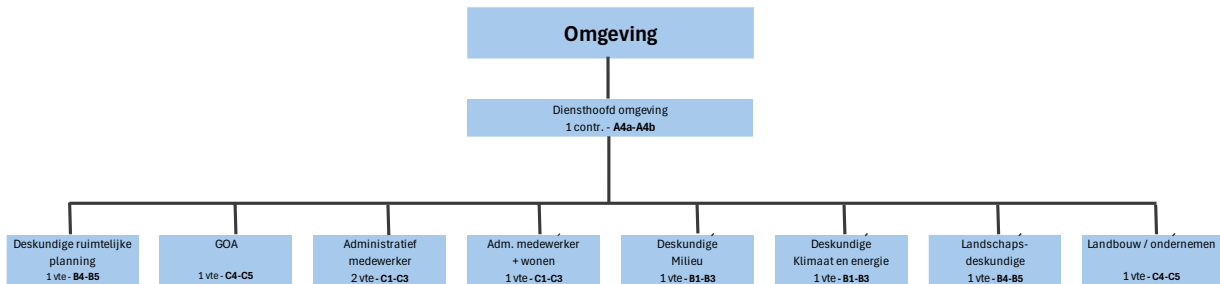 Omgeving
Diensthoofd omgeving
1 contr. - A4a-A4b
Deskundige ruimtelijke
planning
1 vte - B4-B5
GOA
1 vte - C4-C5
Administratief
medewerker
2 vte - C1-C3
Adm. medewerker
+ wonen
1 vte - C1-C3
Deskundige
Milieu
1 vte - B1-B3
Deskundige
Klimaat en energie
1 vte - B1-B3
Landschaps-
deskundige
1 vte - B4-B5
Landbouw / ondernemen
1 vte - C4-C5